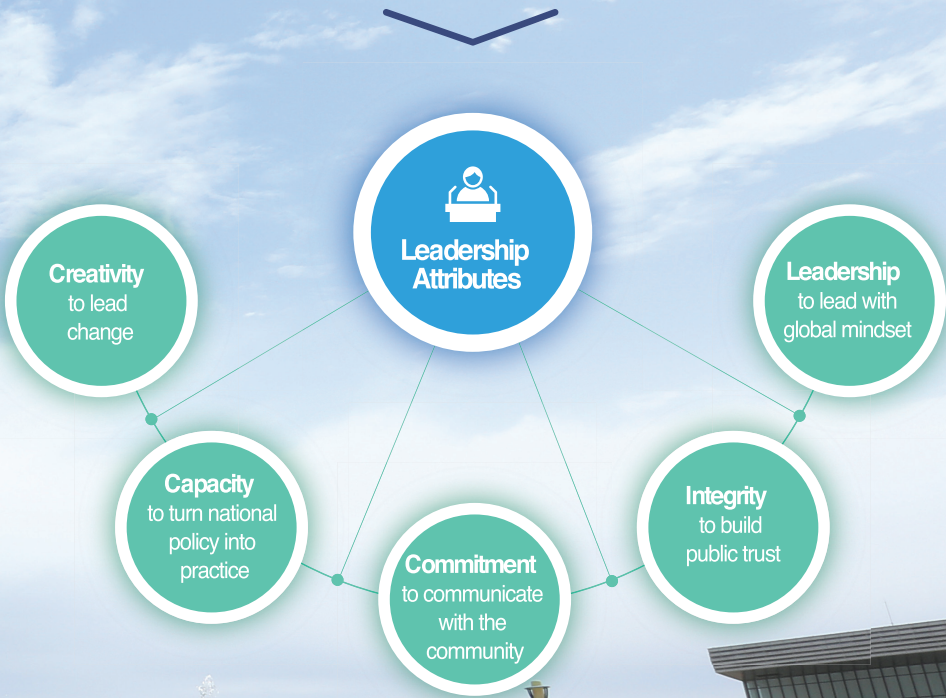 Leadership
Attributes
Creativity
to lead
change
Capacity
to turn national
policy into
practice
Commitment
to communicate
with the
community
Integrity
to build
public trust
Leadership
to lead with
global mindset